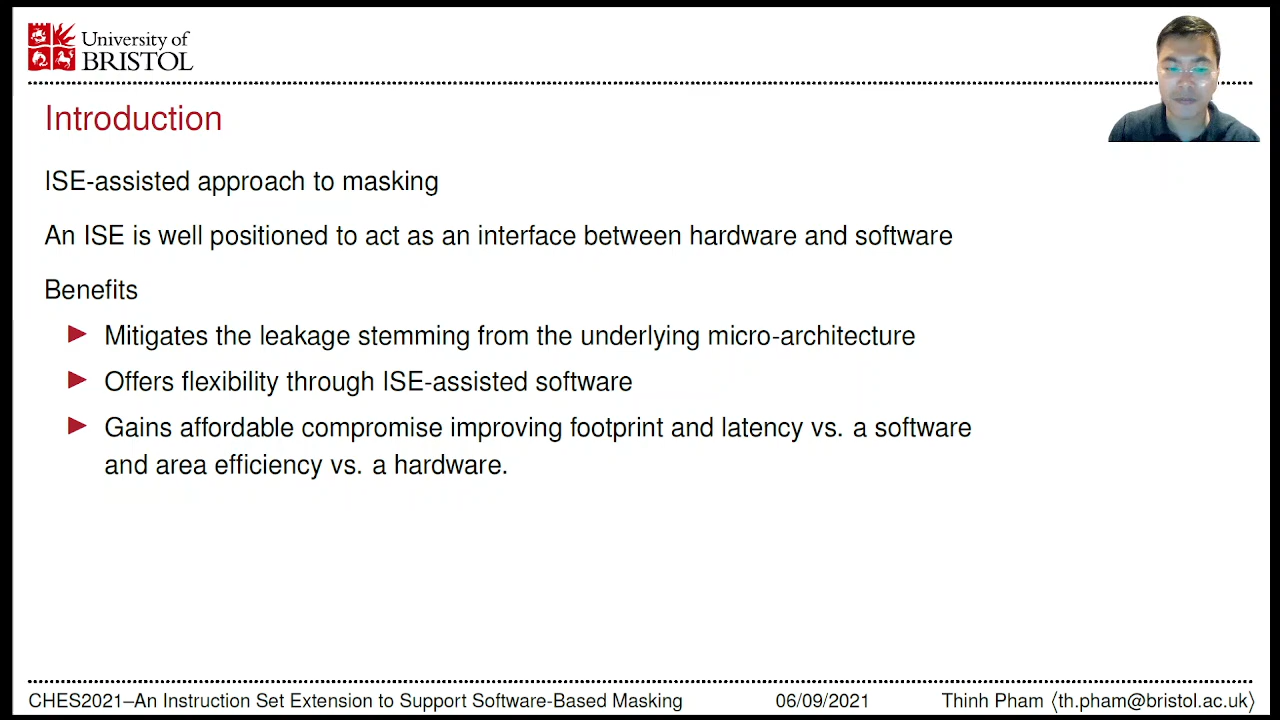 University of
BRISTOL
Introduction
ISE-assisted approach to masking
An ISE is well positioned to act as an interface between hardware and software
Benefits
Mitigates the leakage stemming from the underlying micro-architecture
Offers flexibility through ISE-assisted software
Gains affordable compromise improving footprint and latency vs. a software
and area efficiency vs. a hardware.
CHES2021–An Instruction Set Extension to Support Software-Based Masking 06/09/2021 Thinh Pham ⟨th.pham@bristol.ac.uk⟩